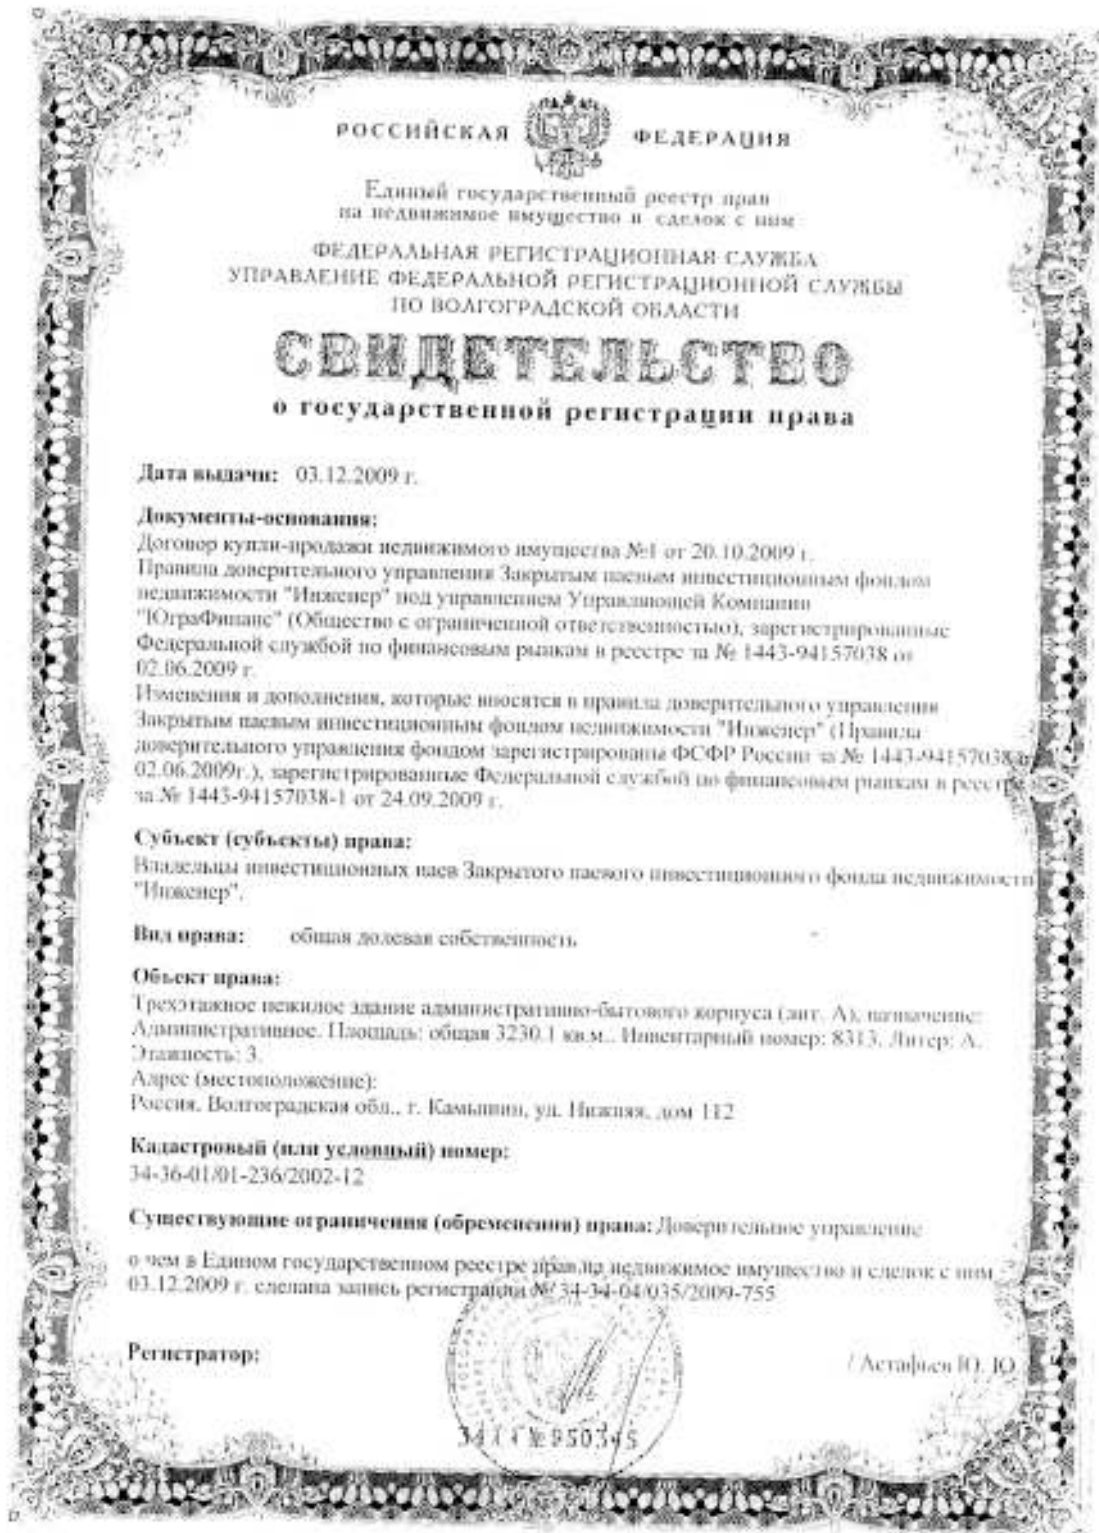 РОССИЙСКАЯ ФЕДЕРАЦИЯ
Единый государственный реестр прав
на недвижимое имущество и сделок с ним
ФЕДЕРАЛЬНАЯ РЕГИСТРАЦИОННАЯ СЛУЖБА
УПРАВЛЕНИЕ ФЕДЕРАЛЬНОЙ РЕГИСТРАЦИОННОЙ СЛУЖБЫ
ПО ВОЛГОГРАДСКОЙ ОБЛАСТИ
СВИДЕТЕЛЬСТВО
о государственной регистрации права
Дата выдачи: 03.12.2009 г.
Документы-основания:
Договор купли-продажи недвижимого имущества №1 от 20.10.2009 г.
Правила доверительного управления Закрытым паевым инвестиционным фондом
недвижимости "Инженер" под управлением Управляющей Компании
"ЮграФинанс" (Общество с ограниченной ответственностью), зарегистрированные
Федеральной службой по финансовым рынкам в реестре за № 1443-94157038 от
02.06.2009 г.
Изменения и дополнения, которые вносятся в правила доверительного управления
Закрытым паевым инвестиционным фондом недвижимости "Инженер" (Правила
доверительного управления фондом зарегистрированы ФСФР России за № 1443-94157038
02.06.2009г.), зарегистрированные Федеральной службой по финансовым рынкам в реестре
за № 1443-94157038-1 от 24.09.2009 г.
Субъект (субъекты) права:
Владельцы инвестиционных паев Закрытого паевого инвестиционного фонда недвижимости
"Инженер".
Вид права: общая долевая собственность
Объект права:
Трехэтажное нежилое здание административно-бытового корпуса (лит. А), назначение:
Административное. Площадь: общая 3230.1 кв.м.. Инвентарный номер: 8313. Литер: А.
Этажность: 3.
Адрес (местоположение):
Россия, Волгоградская обл., г. Камышин, ул. Нижняя, дом 112
Кадастровый (или условный) номер:
34-36-01/01-236/2002-12
Существующие ограничения (обременения) права: Доверительное управление
о чем в Едином государственном реестре прав на недвижимое имущество и сделок с ним
03.12.2009 г. сделана запись регистрации № 34-34-04/035/2009-755
Регистратор:
/ Астафьев Ю. Ю.
№ 950345